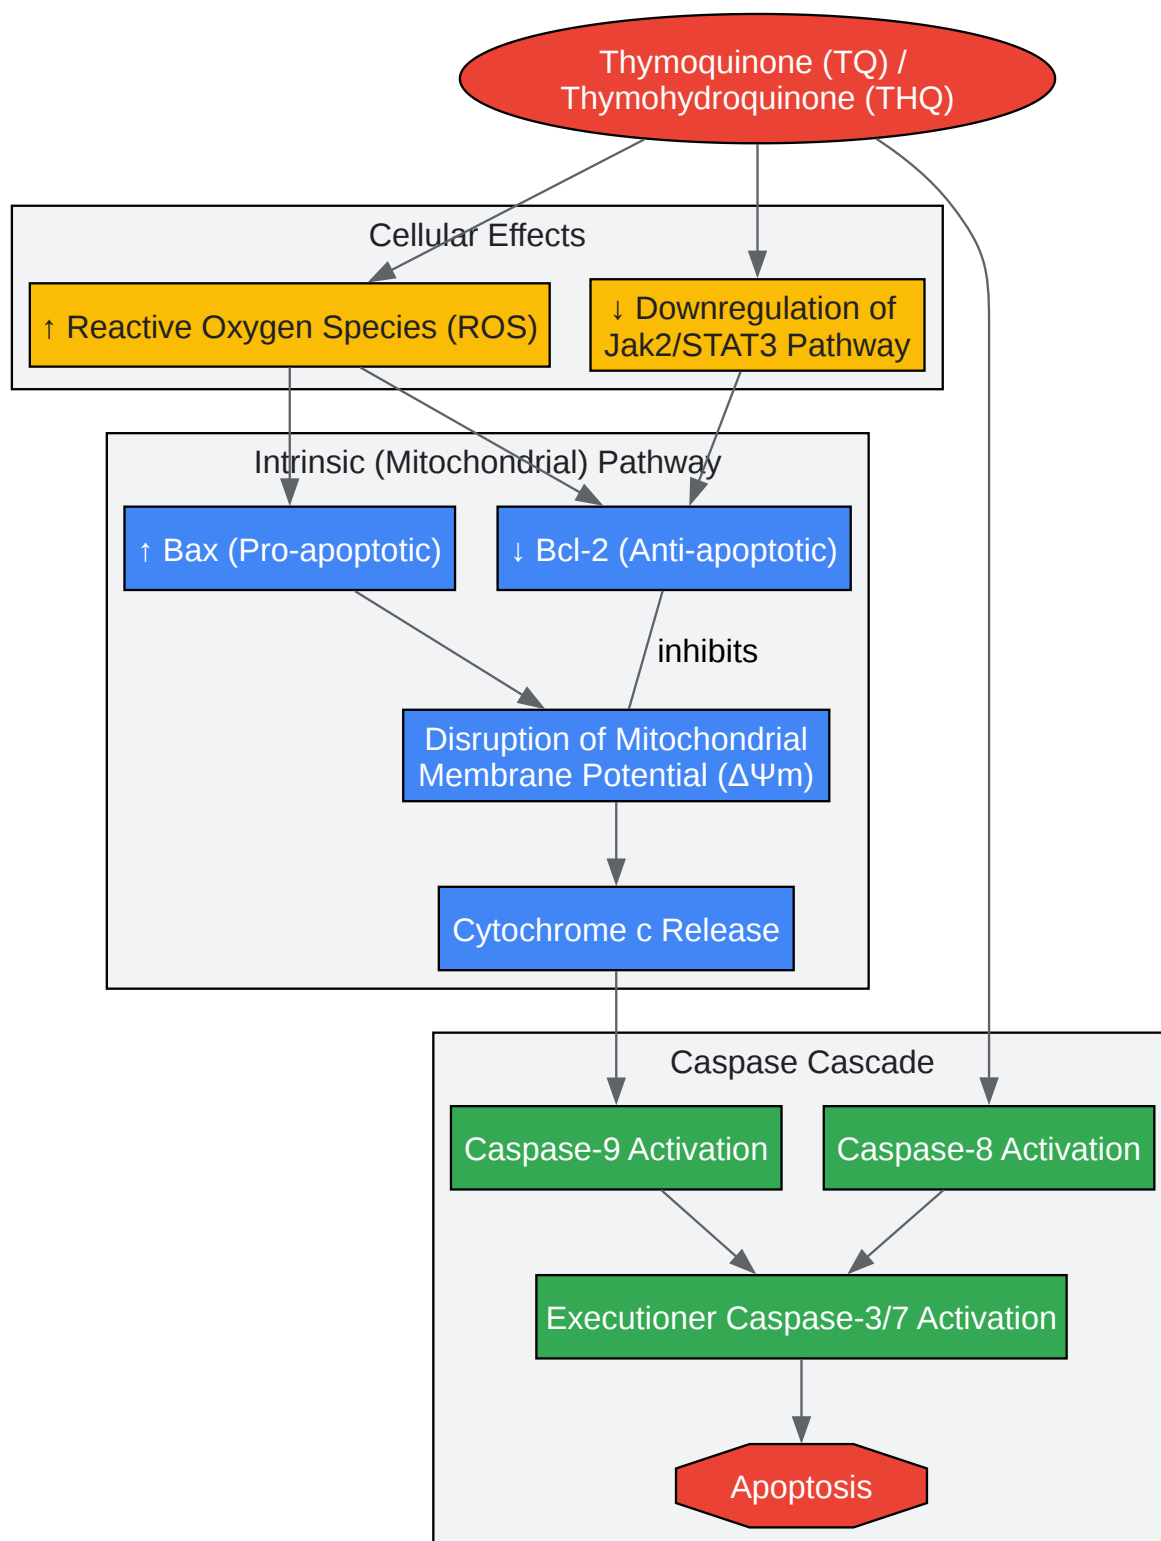 Thymoquinone (TQ) /
Thymohydroquinone (THQ)
Cellular Effects
↑ Reactive Oxygen Species (ROS)
↓ Downregulation of
Jak2/STAT3 Pathway
Intrinsic (Mitochondrial) Pathway
↑ Bax (Pro-apoptotic)
↓ Bcl-2 (Anti-apoptotic)
inhibits
Disruption of Mitochondrial
Membrane Potential (ΔΨm)
Cytochrome c Release
Caspase Cascade
Caspase-9 Activation
Caspase-8 Activation
Executioner Caspase-3/7 Activation
Apoptosis